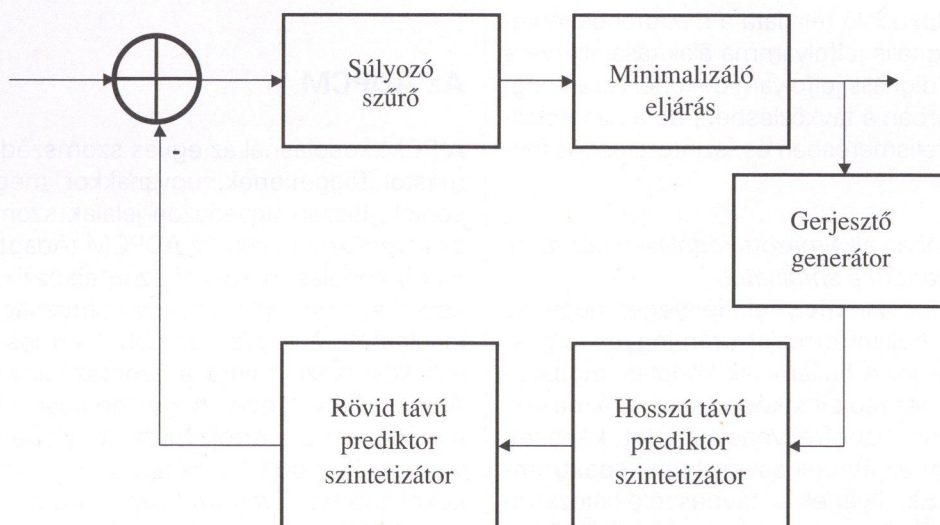 Súlyozó
szűrő
Minimalizáló
eljárás
Gerjesztő
generátor
Hosszú távú
prediktor
szintetizátor
Rövid távú
prediktor
szintetizátor